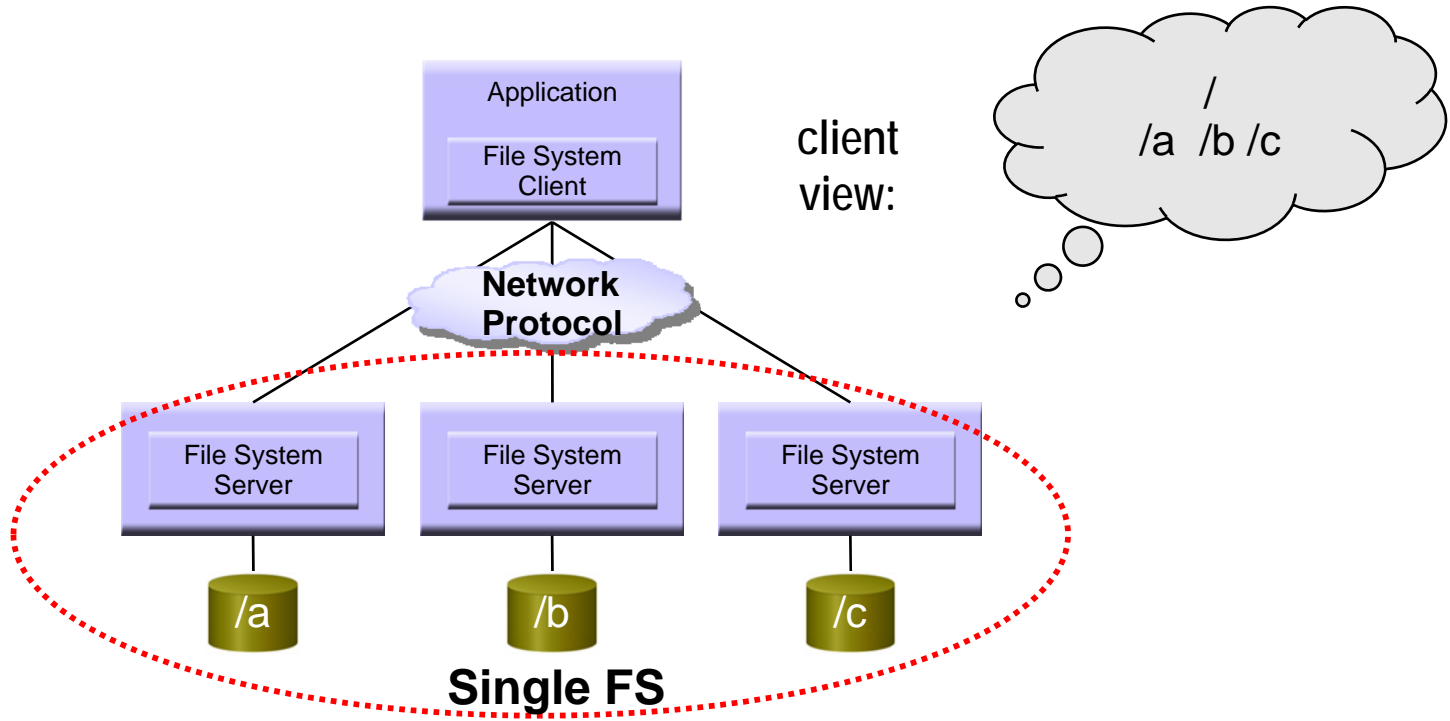 Application
File System
Client
client
view:
/
/a /b /c
Network
Protocol
File System
Server
File System
Server
File System
Server
/a
/b
/c
Single FS